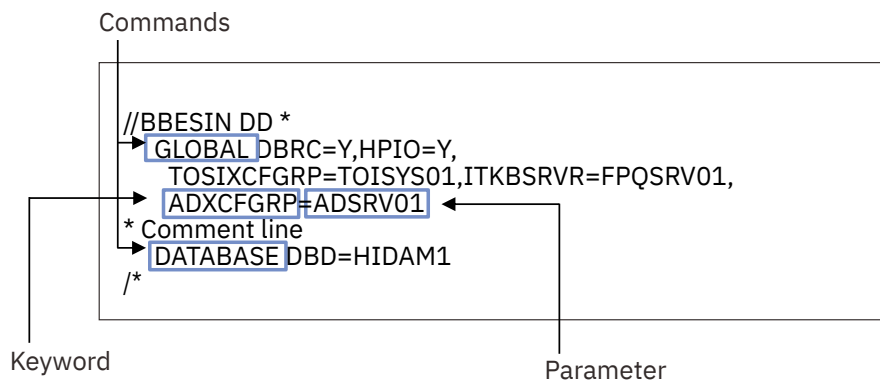 Commands
//BBESIN DD *
GLOBAL DBRC=Y,HPIO=Y,
TOSIXCFGRP=TOISYS01,ITKBSRVR=FPQSRV01,
ADXCFGRP=ADSRV01
* Comment line
DATABASE DBD=HIDAM1
/*
Keyword
Parameter